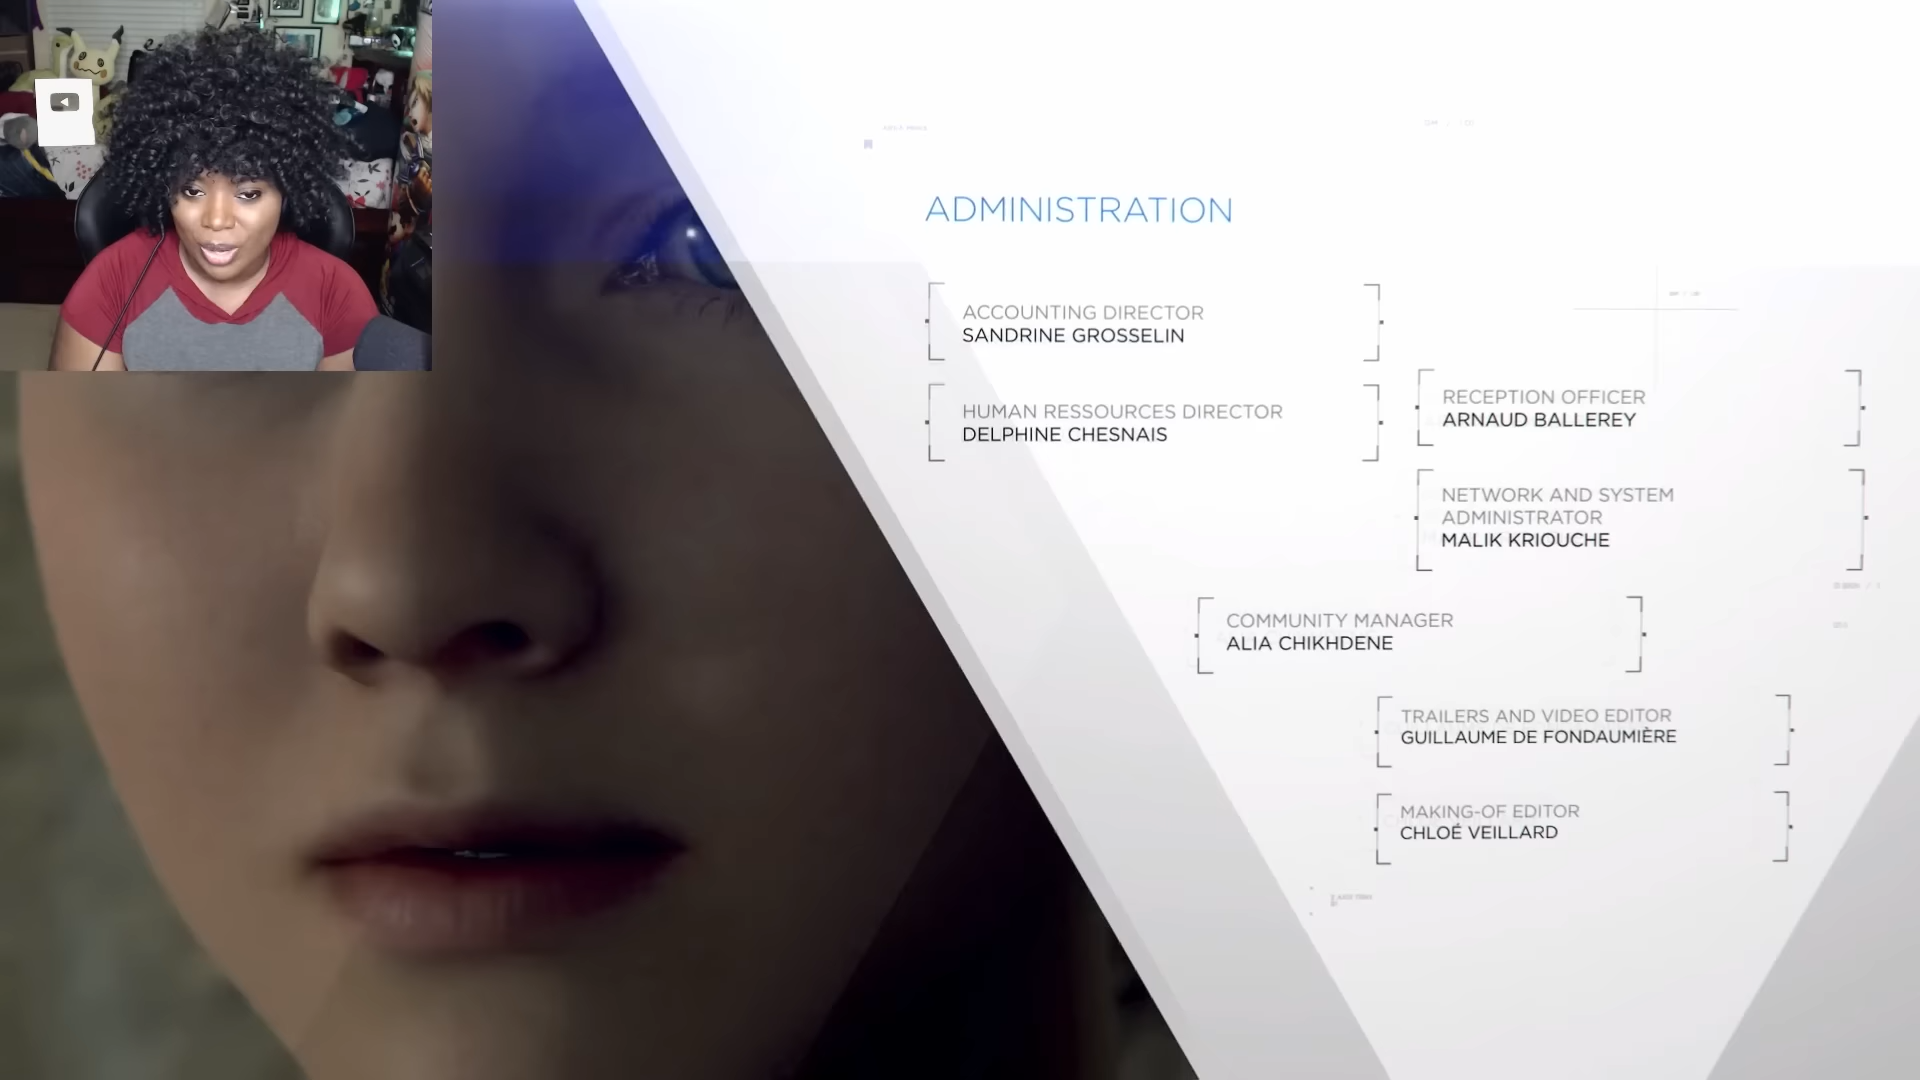 ADMINISTRATION
ACCOUNTING DIRECTOR
SANDRINE GROSSELIN
HUMAN RESSOURCES DIRECTOR
DELPHINE CHESNAIS
RECEPTION OFFICER
ARNAUD BALLEREY
NETWORK AND SYSTEM
ADMINISTRATOR
MALIK KRIOUCHE
COMMUNITY MANAGER
ALIA CHIKHDENE
TRAILERS AND VIDEO EDITOR
GUILLAUME DE FONDAUMIÈRE
MAKING-OF EDITOR
CHLOÉ VEILLARD